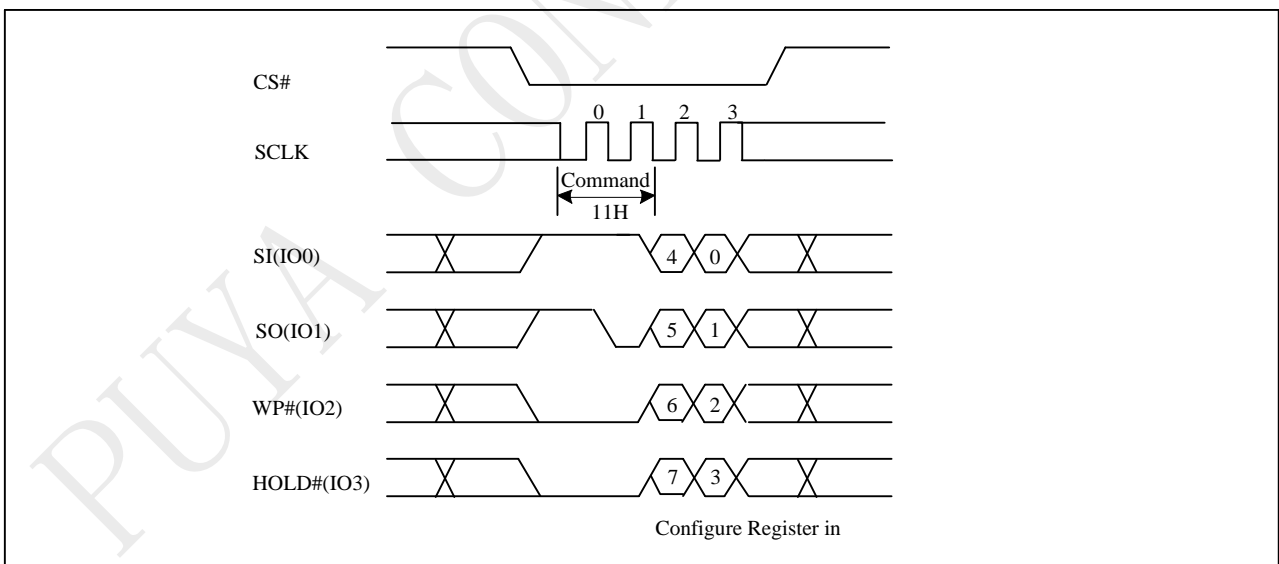 PUYA CON
CS#
0 1 2 3
SCLK
Command
11H
SI(IO0)
4 0
SO(IO1)
5 1
WP#(IO2)
6 2
HOLD#(IO3)
7 3
Configure Register in